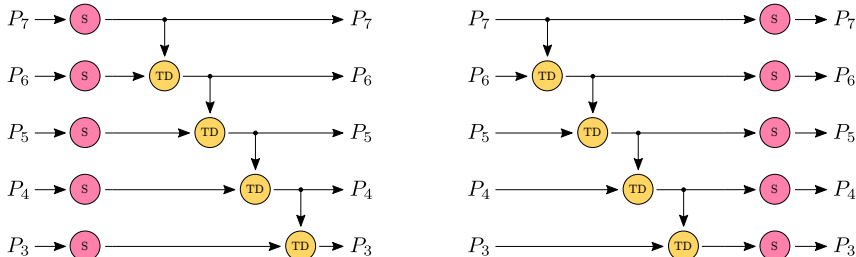 P₇ S P₇ P₇ S P₇
P₆ S TD P₆ P₆ TD S P₆
P₅ S TD P₅ P₅ TD S P₅
P₄ S TD P₄ P₄ TD S P₄
P₃ S TD P₃ P₃ TD S P₃